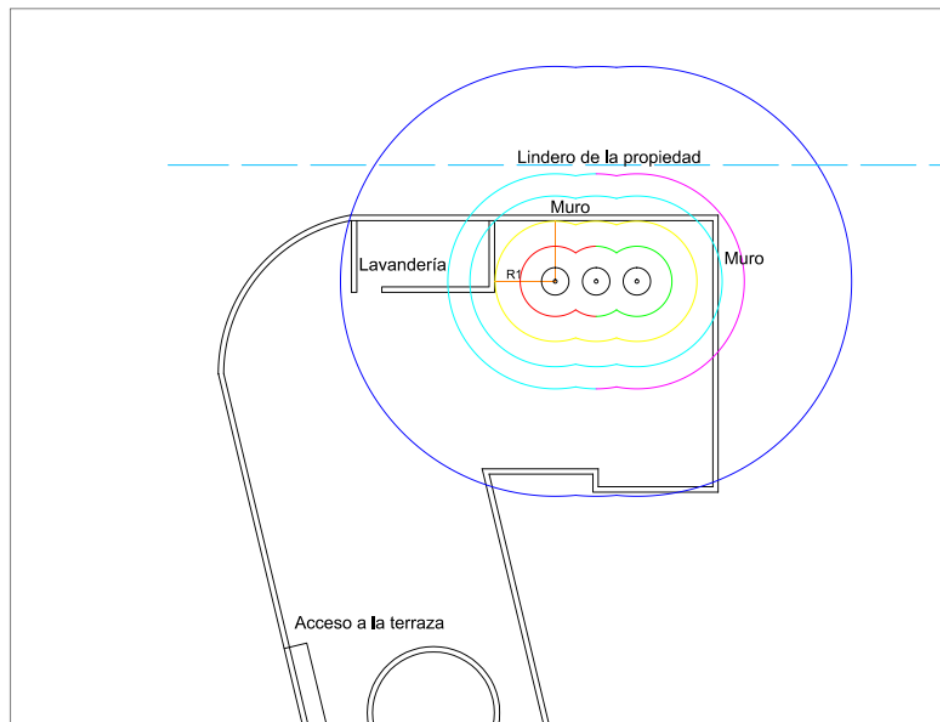 Lindero de la propiedad
Muro
Muro
Lavandería
R1
Acceso a la terraza